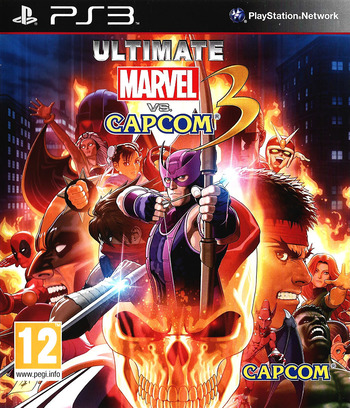 PS3
PlayStation®Network
ULTIMATE
MARVEL
VS.
CAPCOM® 3
12
www.pegi.info
CAPCOM®